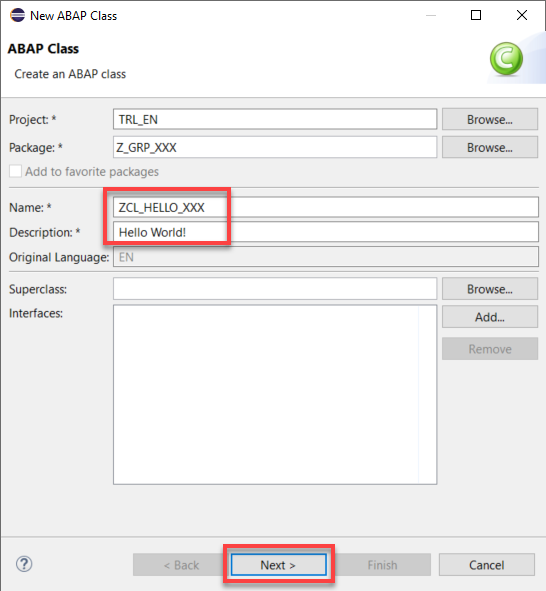 New ABAP Class
ABAP Class
Create an ABAP class
C
Project: * TRL_EN Browse...
Package: * Z_GRP_XXX Browse...
Add to favorite packages
Name: * ZCL_HELLO_XXX
Description: * Hello World!
Original Language: EN
Superclass: Browse...
Interfaces: Add...
Remove
? < Back Next > Finish Cancel